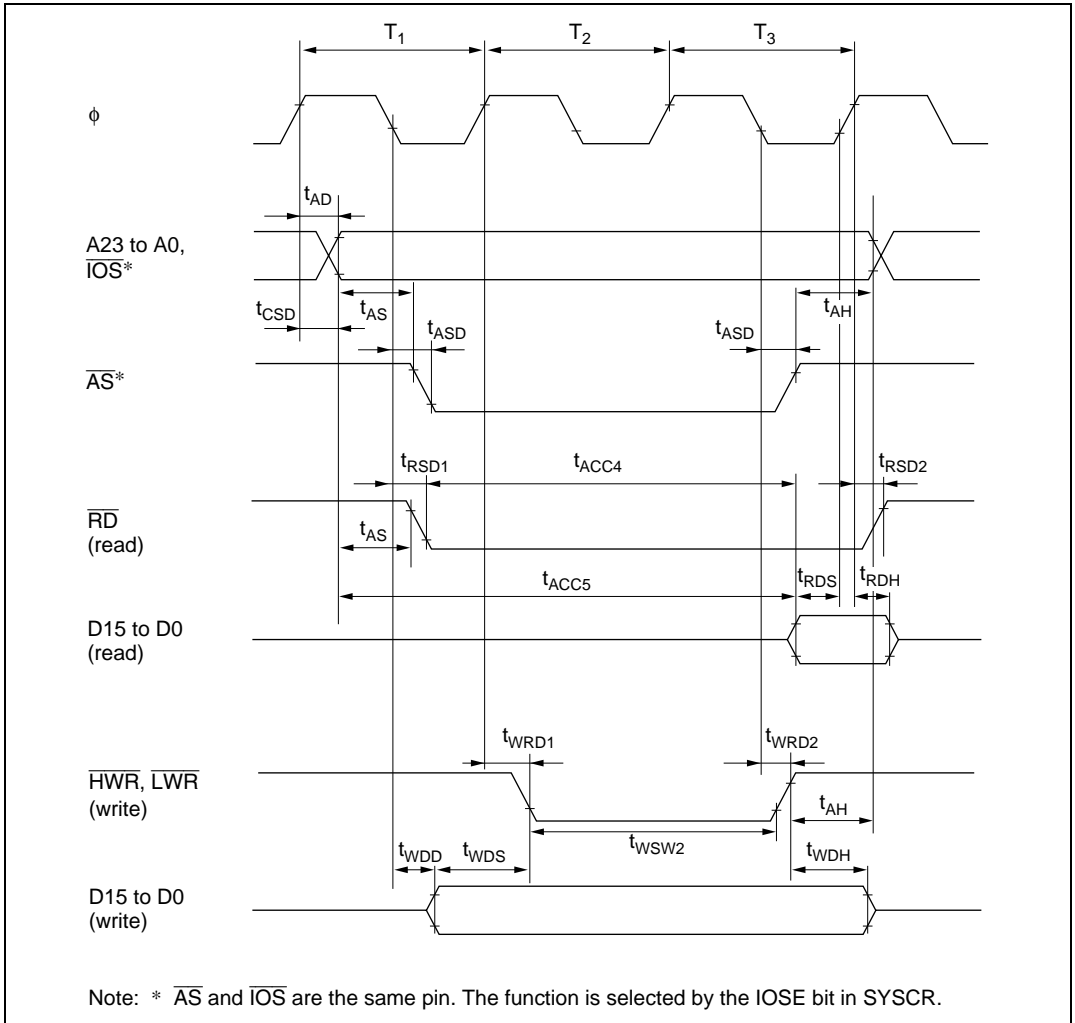 T1 T2 T3
ϕ
tAD
A23 to A0,
IOS*
tCSD tAS tASD tASD tAH
AS*
tRSD1 tACC4 tRSD2
RD
(read)
tAS
tACC5 tRDS tRDH
D15 to D0
(read)
tWRD1 tWRD2
HWR, LWR
(write)
tAH
tWSW2
tWDD tWDS tWDH
D15 to D0
(write)
Note: * AS and IOS are the same pin. The function is selected by the IOSE bit in SYSCR.